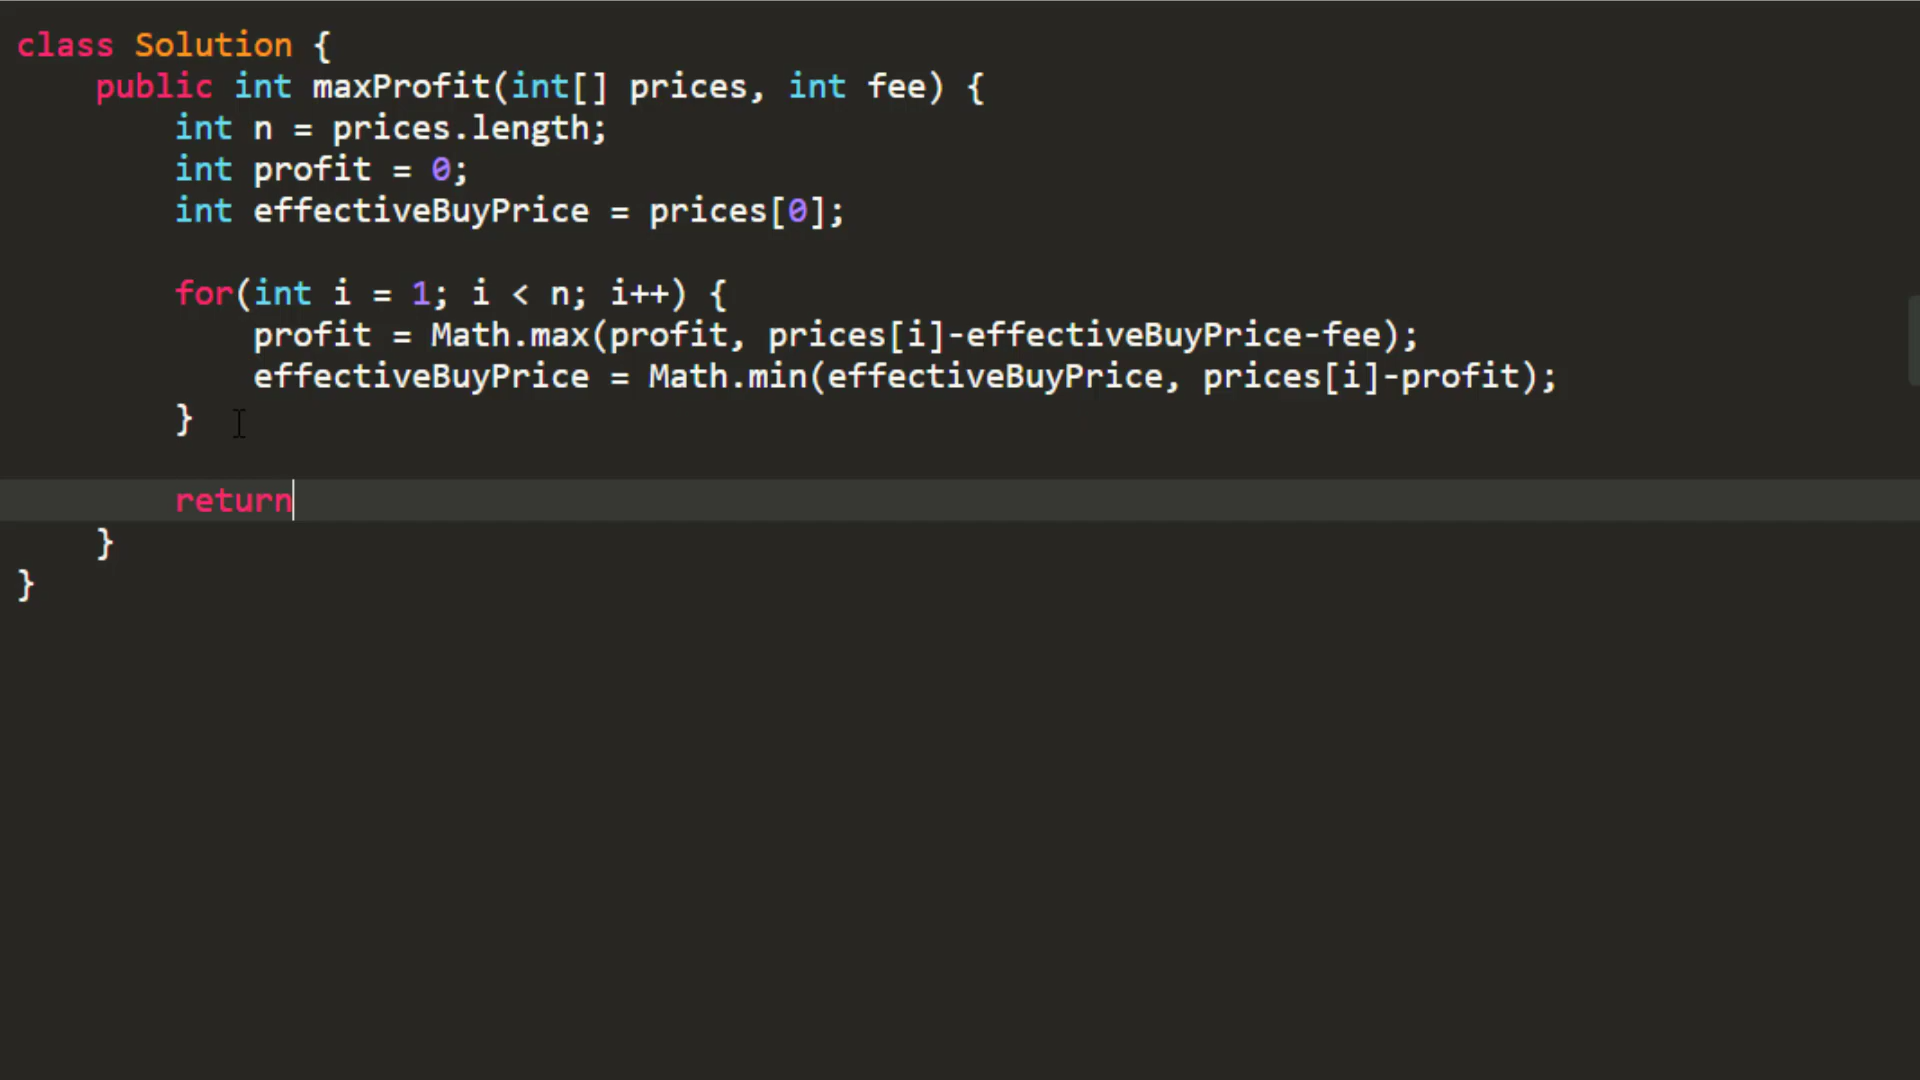 class Solution {
    public int maxProfit(int[] prices, int fee) {
        int n = prices.length;
        int profit = 0;
        int effectiveBuyPrice = prices[0];

        for(int i = 1; i < n; i++) {
            profit = Math.max(profit, prices[i]-effectiveBuyPrice-fee);
            effectiveBuyPrice = Math.min(effectiveBuyPrice, prices[i]-profit);
        }

        return
    }
}